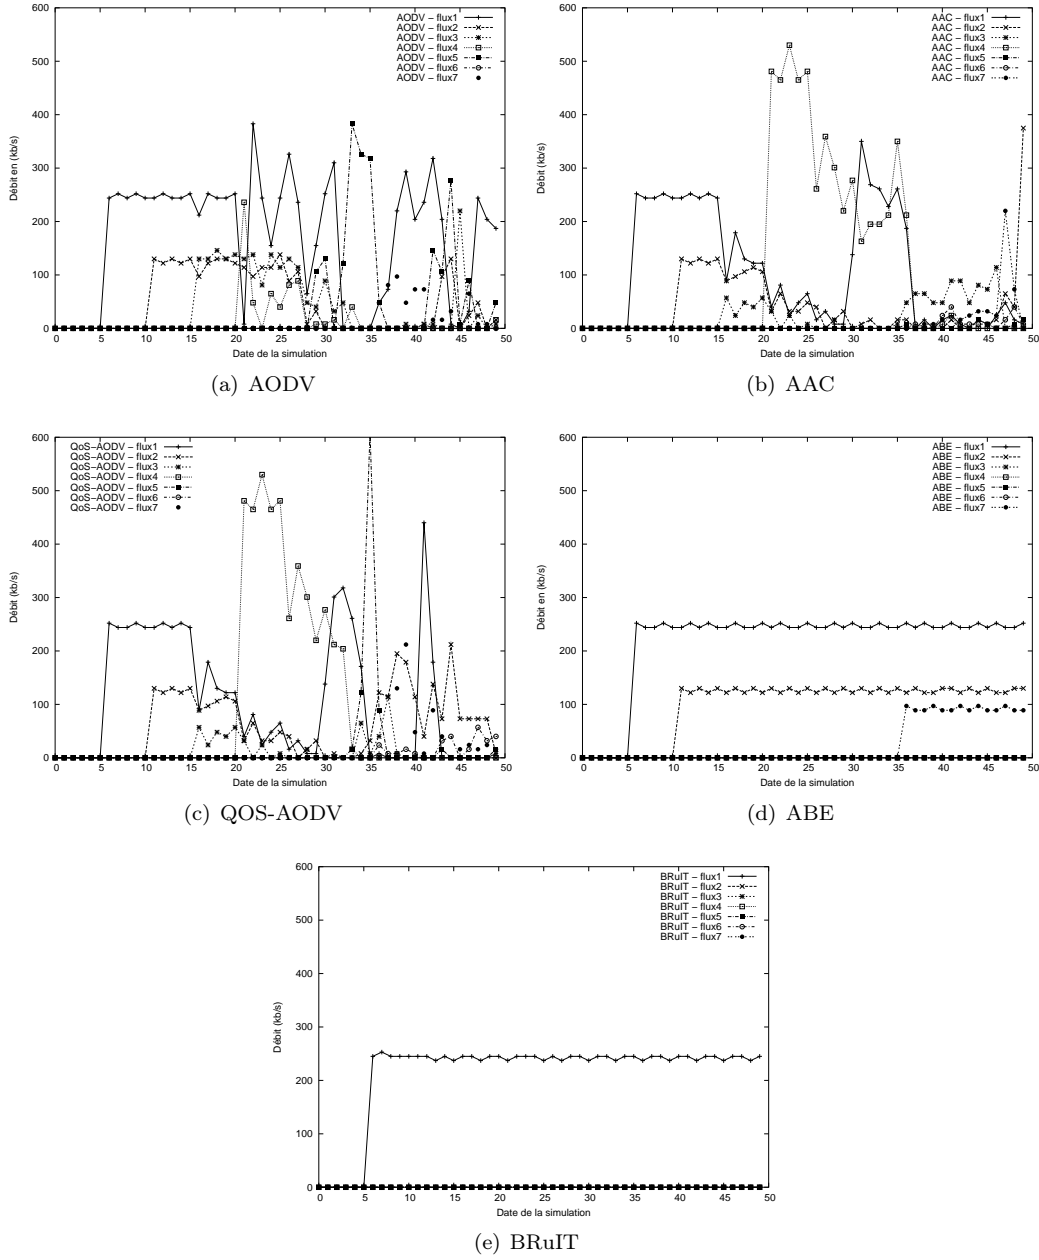 600
500
400
300
200
100
0
Débit en (kb/s)
AODV – flux1
AODV – flux2
AODV – flux3
AODV – flux4
AODV – flux5
AODV – flux6
AODV – flux7
0 5 10 15 20 25 30 35 40 45 50
Date de la simulation
(a) AODV
600
500
400
300
200
100
0
Débit (kb/s)
AAC – flux1
AAC – flux2
AAC – flux3
AAC – flux4
AAC – flux5
AAC – flux6
AAC – flux7
0 5 10 15 20 25 30 35 40 45 50
Date de la simulation
(b) AAC
600
500
400
300
200
100
0
Débit (kb/s)
QoS–AODV – flux1
QoS–AODV – flux2
QoS–AODV – flux3
QoS–AODV – flux4
QoS–AODV – flux5
QoS–AODV – flux6
QoS–AODV – flux7
0 5 10 15 20 25 30 35 40 45 50
Date de la simulation
(c) QOS-AODV
600
500
400
300
200
100
0
Débit en (kb/s)
ABE – flux1
ABE – flux2
ABE – flux3
ABE – flux4
ABE – flux5
ABE – flux6
ABE – flux7
0 5 10 15 20 25 30 35 40 45 50
Date de la simulation
(d) ABE
600
500
400
300
200
100
0
Débit (kb/s)
BRuIT – flux1
BRuIT – flux2
BRuIT – flux3
BRuIT – flux4
BRuIT – flux5
BRuIT – flux6
BRuIT – flux7
0 5 10 15 20 25 30 35 40 45 50
Date de la simulation
(e) BRuIT